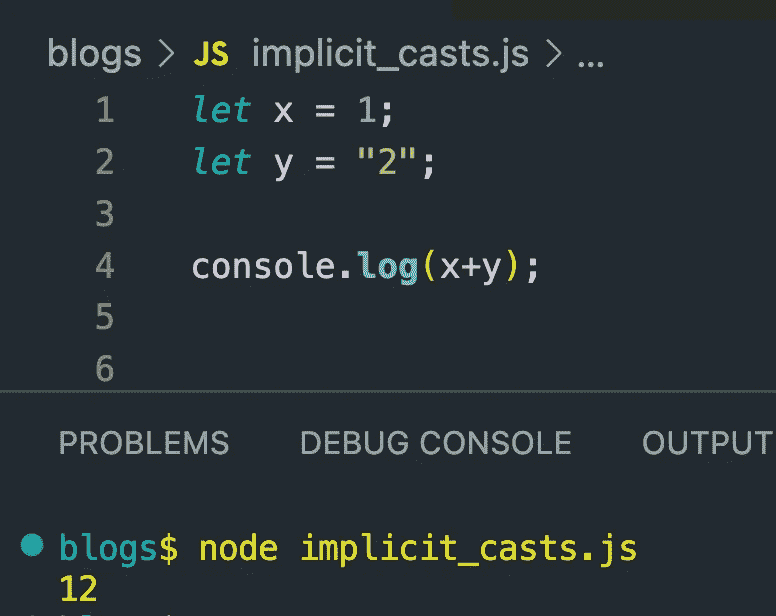 blogs > JS implicit_casts.js > ...
1 let x = 1;
2 let y = "2";
3
4 console.log(x+y);
5
6
PROBLEMS DEBUG CONSOLE OUTPUT
blogs$ node implicit_casts.js
12